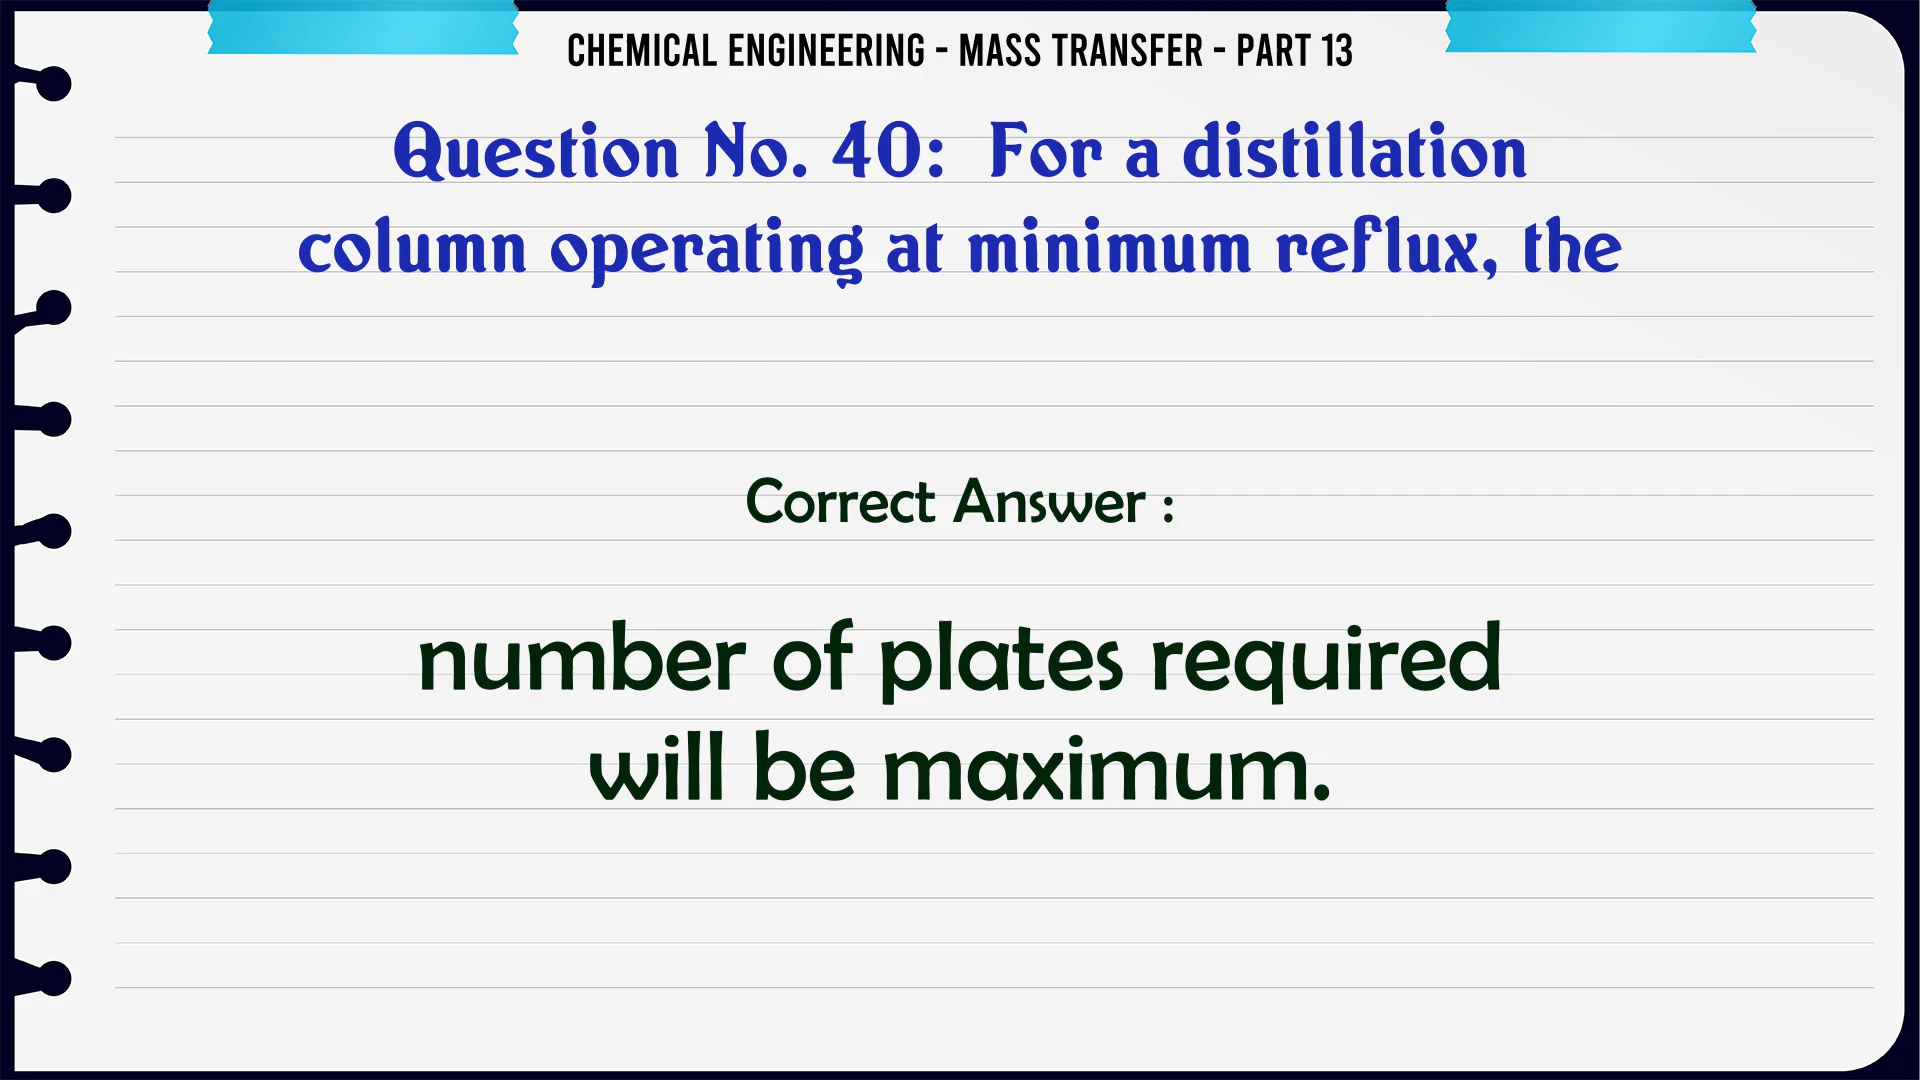 CHEMICAL ENGINEERING - MASS TRANSFER - PART 13
Question No. 40: For a distillation
column operating at minimum reflux, the
Correct Answer :
number of plates required
will be maximum.